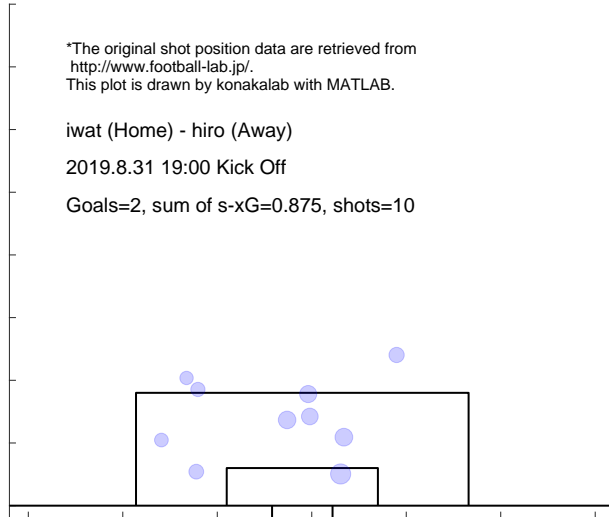 *The original shot position data are retrieved from
http://www.football-lab.jp/.
This plot is drawn by konakalab with MATLAB.
iwat (Home) - hiro (Away)
2019.8.31 19:00 Kick Off
Goals=2, sum of s-xG=0.875, shots=10